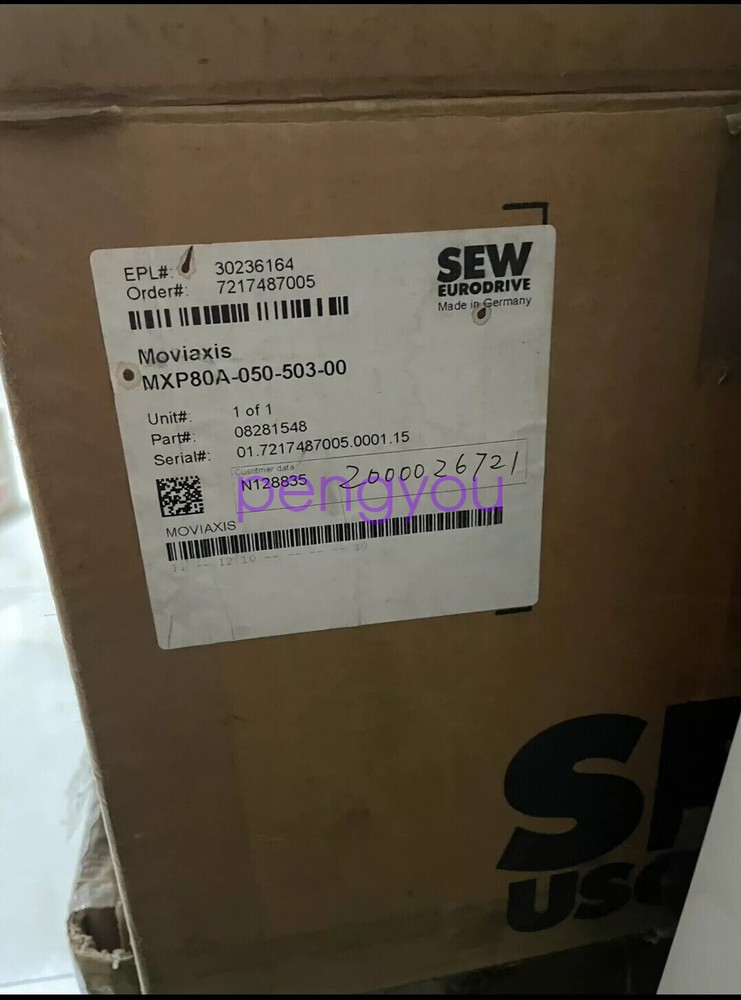 EPL#: 30236164
Order#: 7217487005
SEW
EURODRIVE
Made in Germany
Moviaxis
MXP80A-050-503-00
Unit#: 1 of 1
Part#: 08281548
Serial#: 01.7217487005.0001.15
Cusotmer data
N128835 2000026721
pengyou
MOVIAXIS